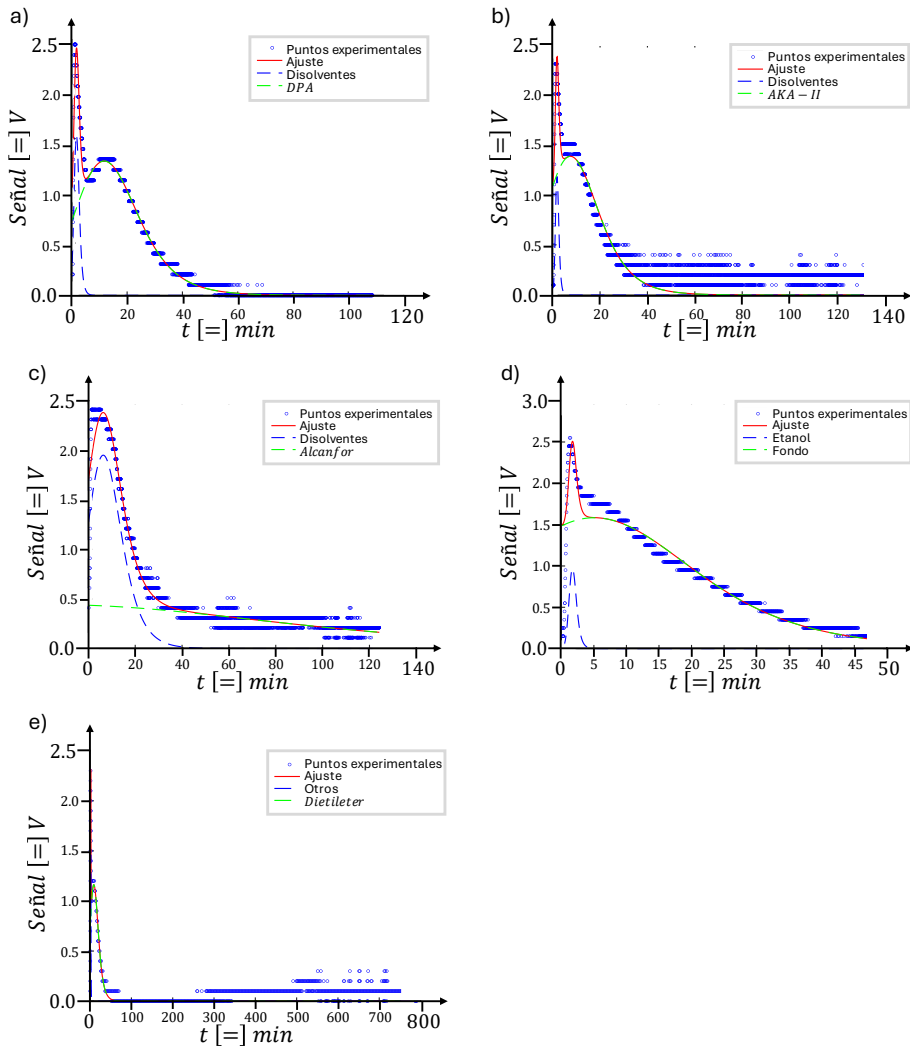 a)
2.5
2.0
1.5
1.0
0.5
0.0
Señal [=] V
Puntos experimentales
Ajuste
Disolventes
DPA
0 20 40 60 80 100 120
t [=] min
b)
2.5
2.0
1.5
1.0
0.5
0.0
Señal [=] V
Puntos experimentales
Ajuste
Disolventes
AKA − II
0 20 40 60 80 100 120 140
t [=] min
c)
2.5
2.0
1.5
1.0
0.5
0
Señal [=] V
Puntos experimentales
Ajuste
Disolventes
Alcanfor
0 20 40 60 80 100 120 140
t [=] min
d)
3.0
2.5
2.0
1.5
1.0
0.5
0.0
Señal [=] V
Puntos experimentales
Ajuste
Etanol
Fondo
0 5 10 15 20 25 30 35 40 45 50
t [=] min
e)
2.5
2.0
1.5
1.0
0.5
0.0
Señal [=] V
Puntos experimentales
Ajuste
Otros
Dietileter
0 100 200 300 400 500 600 700 800
t [=] min